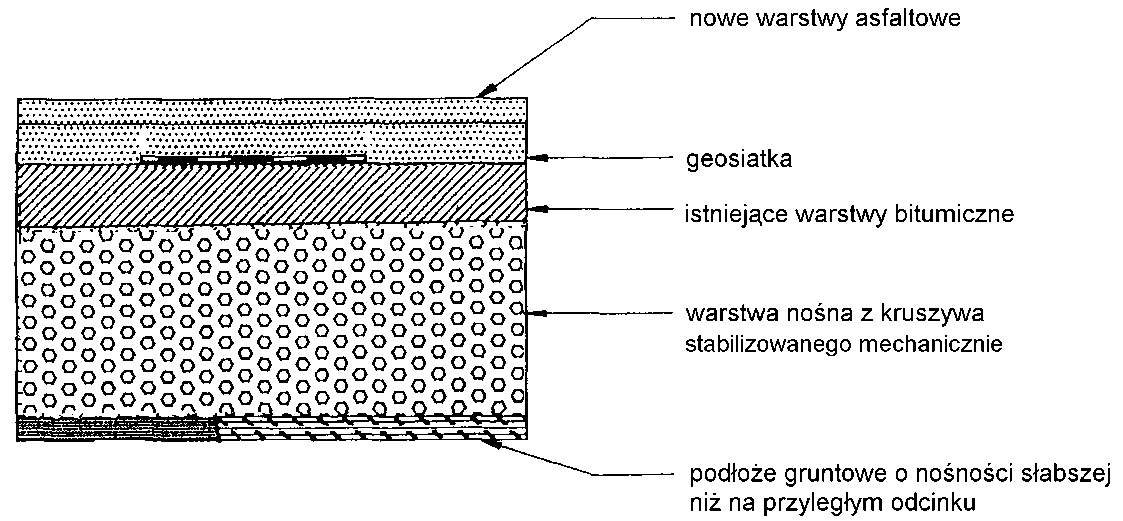 nowe warstwy asfaltowe
geosiatka
istniejące warstwy bitumiczne
warstwa nośna z kruszywa
stabilizowanego mechanicznie
podłoże gruntowe o nośności słabszej
niż na przyległym odcinku